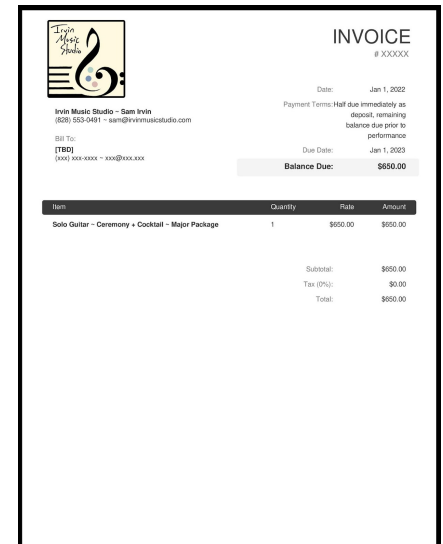 Irvin
Music
Studio
INVOICE
# XXXXX
Date: Jan 1, 2022
Payment Terms: Half due immediately as
deposit, remaining
balance due prior to
performance
Due Date: Jan 1, 2023
Balance Due: $650.00
Irvin Music Studio ~ Sam Irvin
(828) 553-0491 ~ sam@irvinmusicstudio.com
Bill To:
[TBD]
(xxx) xxx-xxxx ~ xxx@xxx.xxx
Item Quantity Rate Amount
Solo Guitar ~ Ceremony + Cocktail ~ Major Package 1 $650.00 $650.00
Subtotal: $650.00
Tax (0%): $0.00
Total: $650.00